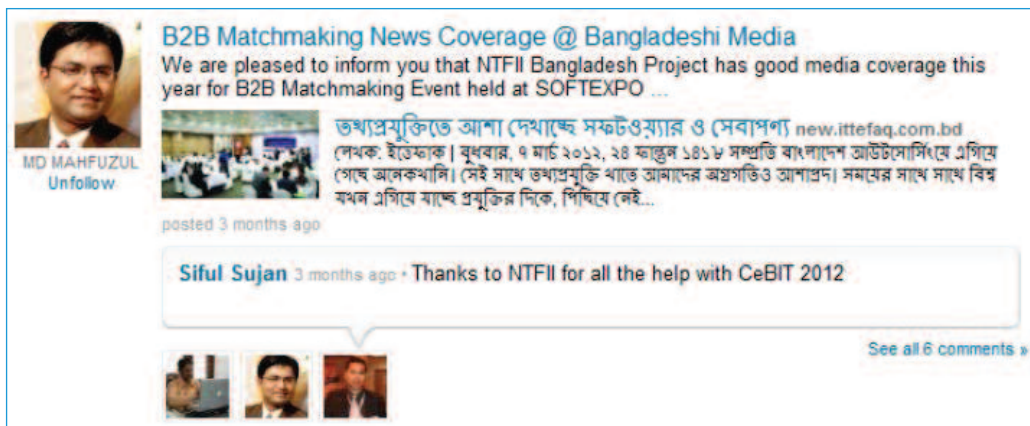 B2B Matchmaking News Coverage @ Bangladeshi Media
We are pleased to inform you that NTFII Bangladesh Project has good media coverage this
year for B2B Matchmaking Event held at SOFTEXPO ...
তথ্যপ্রযুক্তিতে আশা দেখাচ্ছে সফটওয়্যার ও সেবাপণ্য new.ittefaq.com.bd
লেখক: ইত্তেফাক | বুধবার, ৭ মার্চ ২০১২, ২৪ ফাল্গুন ১৪১৮ সম্প্রতি বাংলাদেশ আউটসোর্সিংয়ে এগিয়ে
গেছে অনেকখানি। সেই সাথে তথ্যপ্রযুক্তি খাতে আমাদের অগ্রগতিও আশাপ্রদ। সময়ের সাথে সাথে বিশ্ব
যখন এগিয়ে যাচ্ছে প্রযুক্তির দিকে, পিছিয়ে নেই...
MD MAHFUZUL
Unfollow
posted 3 months ago
Siful Sujan 3 months ago • Thanks to NTFII for all the help with CeBIT 2012
See all 6 comments »